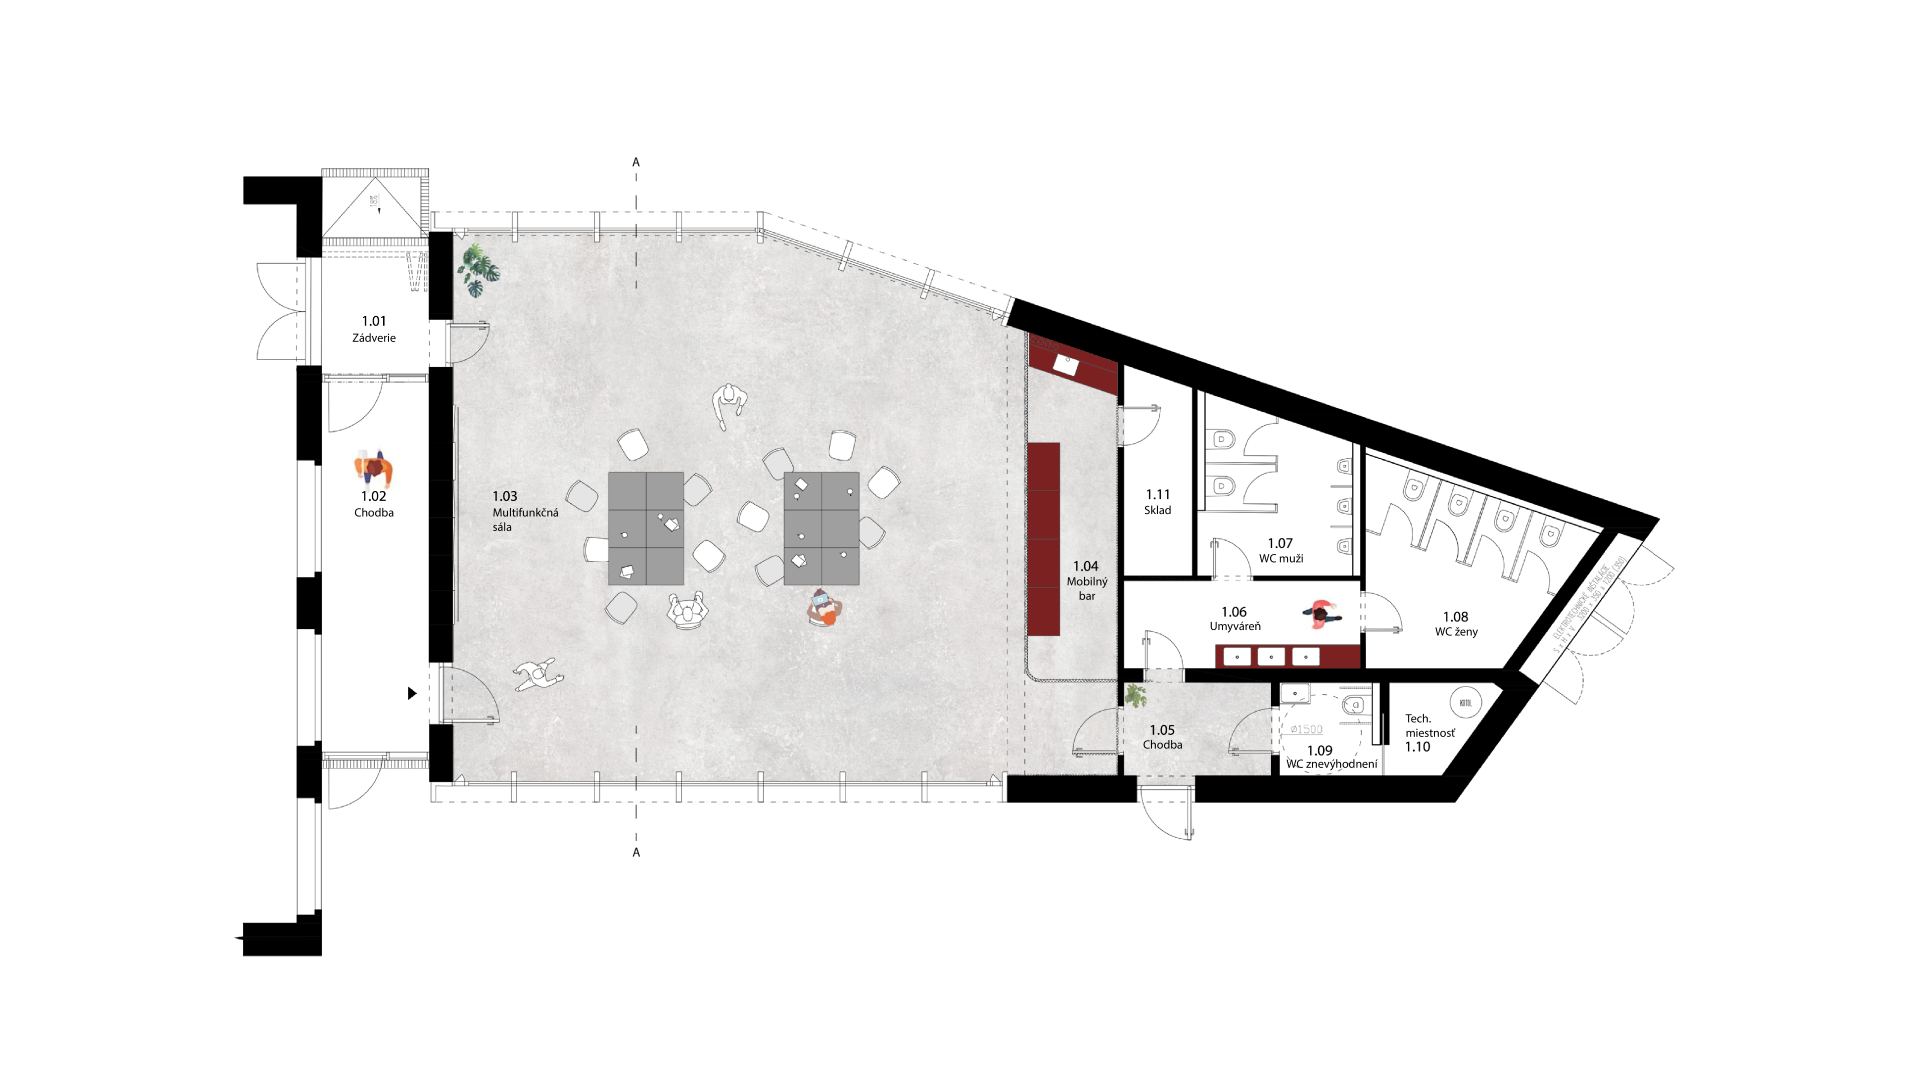 A
18%
1.01
Zádverie
1.02
Chodba
1.03
Multifunkčná
sála
1.04
Mobilný
bar
1.11
Sklad
1.07
WC muži
1.06
Umyváreň
1.08
WC ženy
1.05
Chodba
Ø1500
1.09
WC znevýhodnení
Tech.
miestnosť
1.10
KOTOL
A